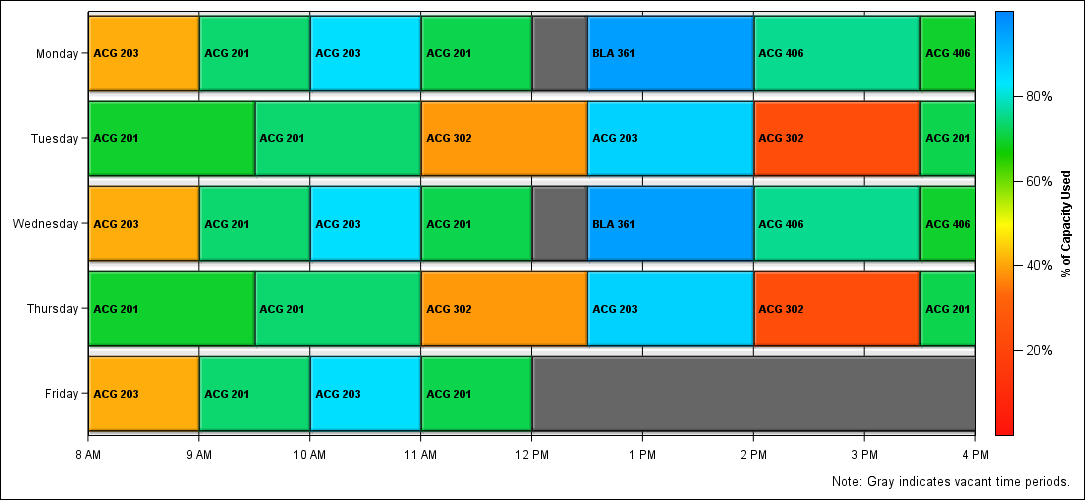 Monday
ACG 203
ACG 201
ACG 203
ACG 201
BLA 361
ACG 406
ACG 406
Tuesday
ACG 201
ACG 201
ACG 302
ACG 203
ACG 302
ACG 201
Wednesday
ACG 203
ACG 201
ACG 203
ACG 201
BLA 361
ACG 406
ACG 406
Thursday
ACG 201
ACG 201
ACG 302
ACG 203
ACG 302
ACG 201
Friday
ACG 203
ACG 201
ACG 203
ACG 201
8 AM
9 AM
10 AM
11 AM
12 PM
1 PM
2 PM
3 PM
4 PM
80%
60%
40%
20%
% of Capacity Used
Note: Gray indicates vacant time periods.